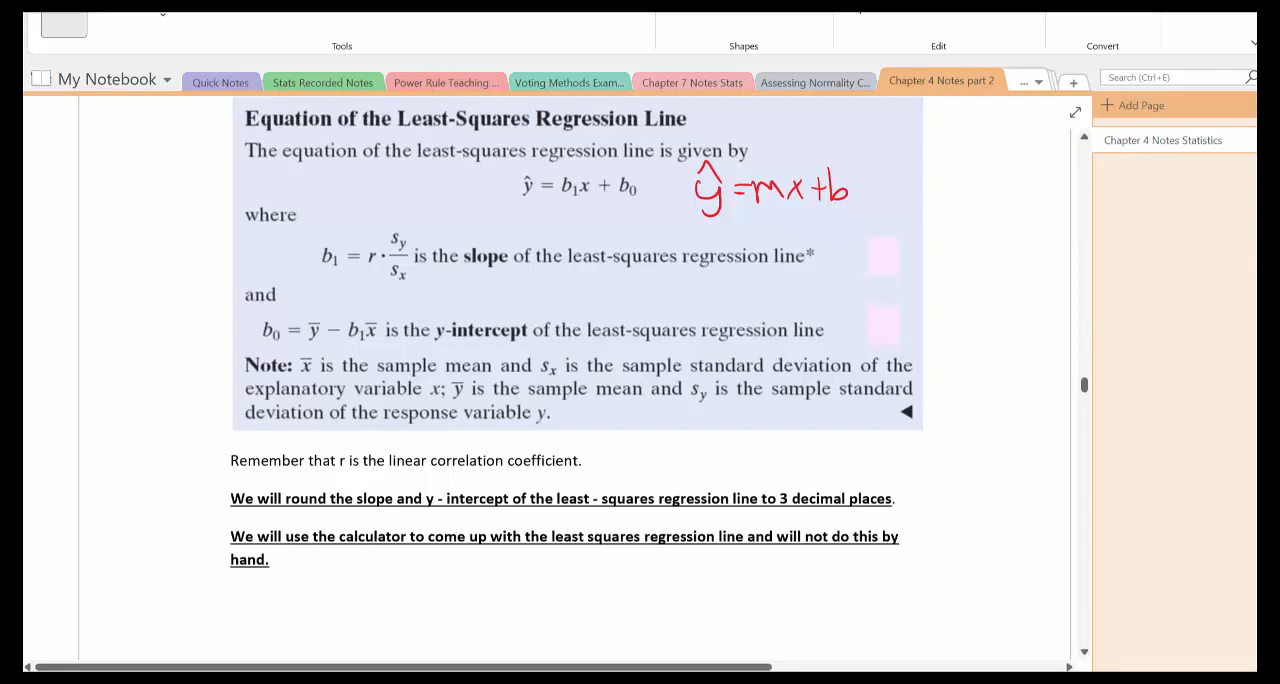 Tools
Shapes
Edit
Convert
My Notebook
Quick Notes
Stats Recorded Notes
Power Rule Teaching ...
Voting Methods Exam...
Chapter 7 Notes Stats
Assessing Normality C...
Chapter 4 Notes part 2
...
+
Search (Ctrl+E)
+ Add Page
Chapter 4 Notes Statistics
Equation of the Least-Squares Regression Line
The equation of the least-squares regression line is given by
ŷ = b₁x + b₀
ŷ = mx + b
where
b₁ = r · sᵧ/sₓ is the slope of the least-squares regression line*
and
b₀ = y̅ − b₁x̅ is the y-intercept of the least-squares regression line
Note: x̅ is the sample mean and sₓ is the sample standard deviation of the
explanatory variable x; y̅ is the sample mean and sᵧ is the sample standard
deviation of the response variable y.
Remember that r is the linear correlation coefficient.
We will round the slope and y - intercept of the least - squares regression line to 3 decimal places.
We will use the calculator to come up with the least squares regression line and will not do this by
hand.